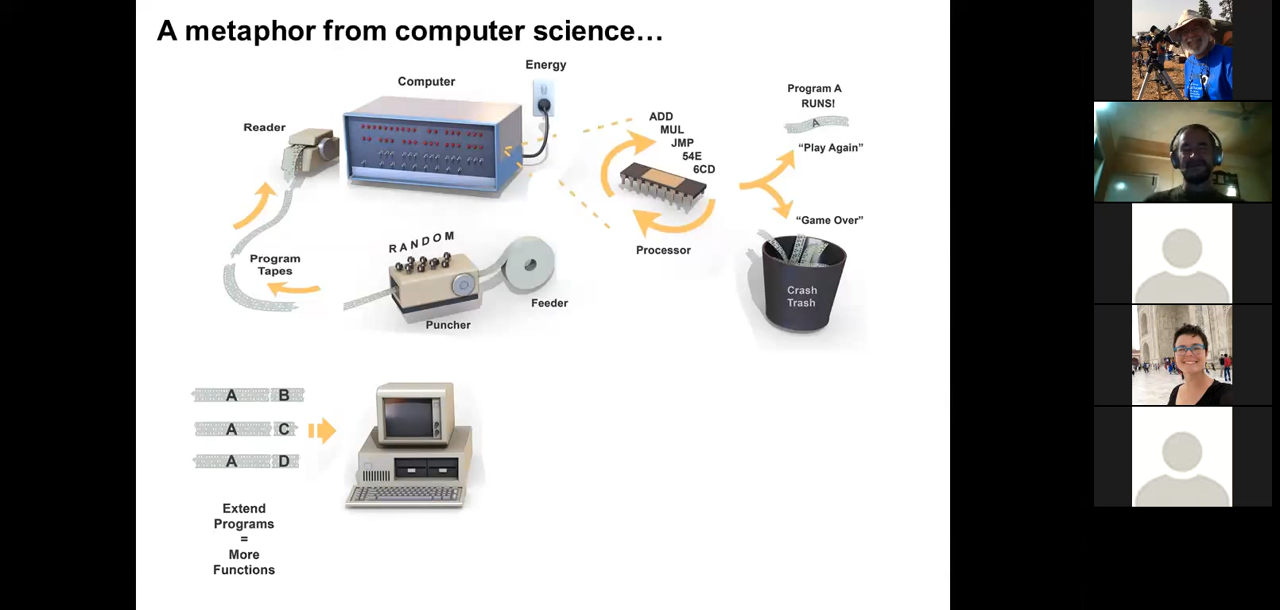 A metaphor from computer science…
Energy
Computer
Reader
Program
Tapes
RANDOM
Puncher
Feeder
ADD
MUL
JMP
54E
6CD
Processor
Program A
RUNS!
A
“Play Again”
“Game Over”
Crash
Trash
A B
A C
A D
Extend
Programs
=
More
Functions